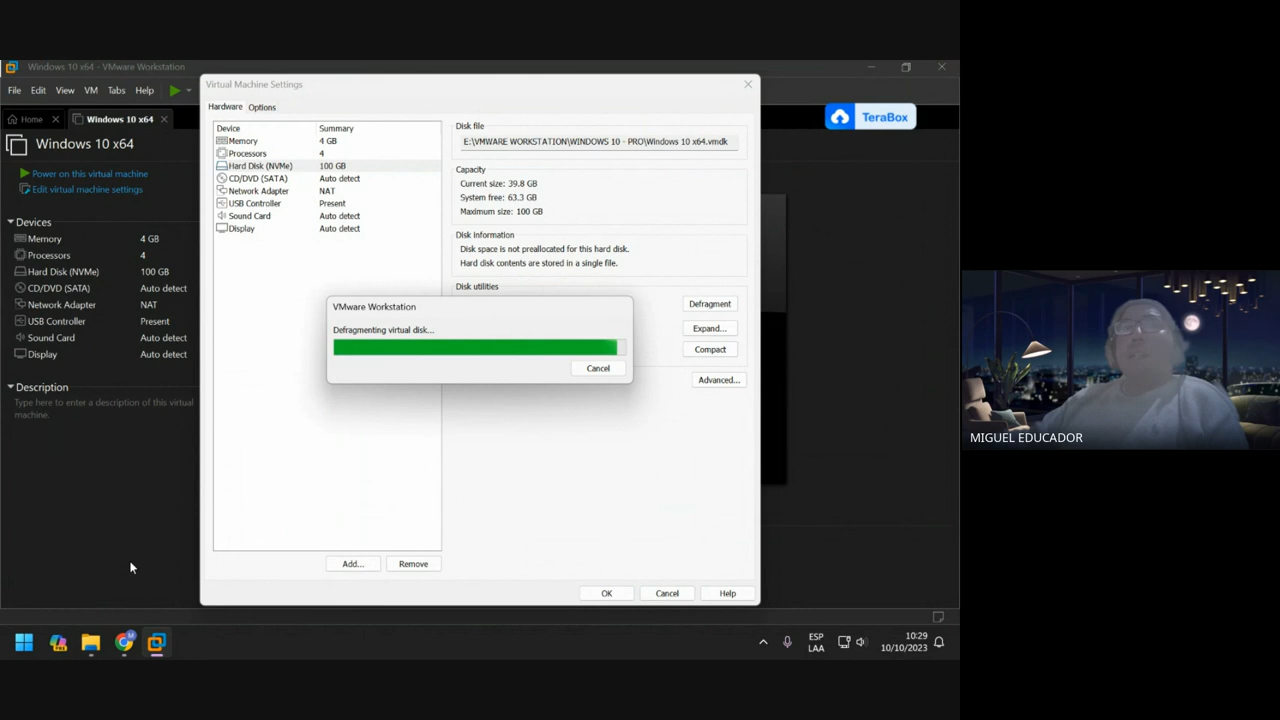 Windows 10 x64 - VMware Workstation
File Edit View VM Tabs Help
Home
Windows 10 x64
Windows 10 x64
Power on this virtual machine
Edit virtual machine settings
Devices
Memory 4 GB
Processors 4
Hard Disk (NVMe) 100 GB
CD/DVD (SATA) Auto detect
Network Adapter NAT
USB Controller Present
Sound Card Auto detect
Display Auto detect
Description
Type here to enter a description of this virtual
machine.
Virtual Machine Settings
Hardware Options
Device Summary
Memory 4 GB
Processors 4
Hard Disk (NVMe) 100 GB
CD/DVD (SATA) Auto detect
Network Adapter NAT
USB Controller Present
Sound Card Auto detect
Display Auto detect
Add... Remove
Disk file
E:\VMWARE WORKSTATION\WINDOWS 10 - PRO\Windows 10 x64.vmdk
Capacity
Current size: 39.8 GB
System free: 63.3 GB
Maximum size: 100 GB
Disk information
Disk space is not preallocated for this hard disk.
Hard disk contents are stored in a single file.
Disk utilities
Defragment
Expand...
Compact
Advanced...
VMware Workstation
Defragmenting virtual disk...
Cancel
OK Cancel Help
TeraBox
ESP
LAA
10:29
10/10/2023
MIGUEL EDUCADOR